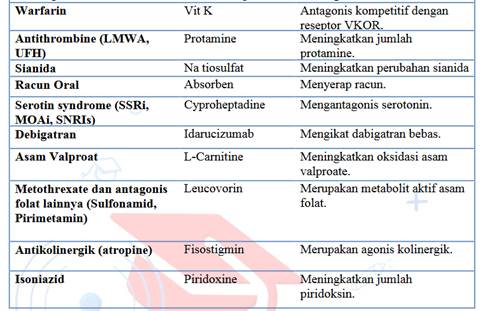 Warfarin Vit K Antagonis kompetitif dengan
reseptor VKOR.
Antithrombine (LMWA, Protamine Meningkatkan jumlah
UFH) protamine.
Sianida Na tiosulfat Meningkatkan perubahan sianida
Racun Oral Absorben Menyerap racun.
Serotin syndrome (SSRi, Cyproheptadine Mengantagonis serotonin.
MOAi, SNRIs)
Debigatran Idarucizumab Mengikat dabigatran bebas.
Asam Valproat L-Carnitine Meningkatkan oksidasi asam
valproate.
Metothrexate dan antagonis Leucovorin Merupakan metabolit aktif asam
folat lainnya (Sulfonamid, folat.
Pirimetamin)
Antikolinergik (atropine) Fisostigmin Merupakan agonis kolinergik.
Isoniazid Piridoxine Meningkatkan jumlah
piridoksin.